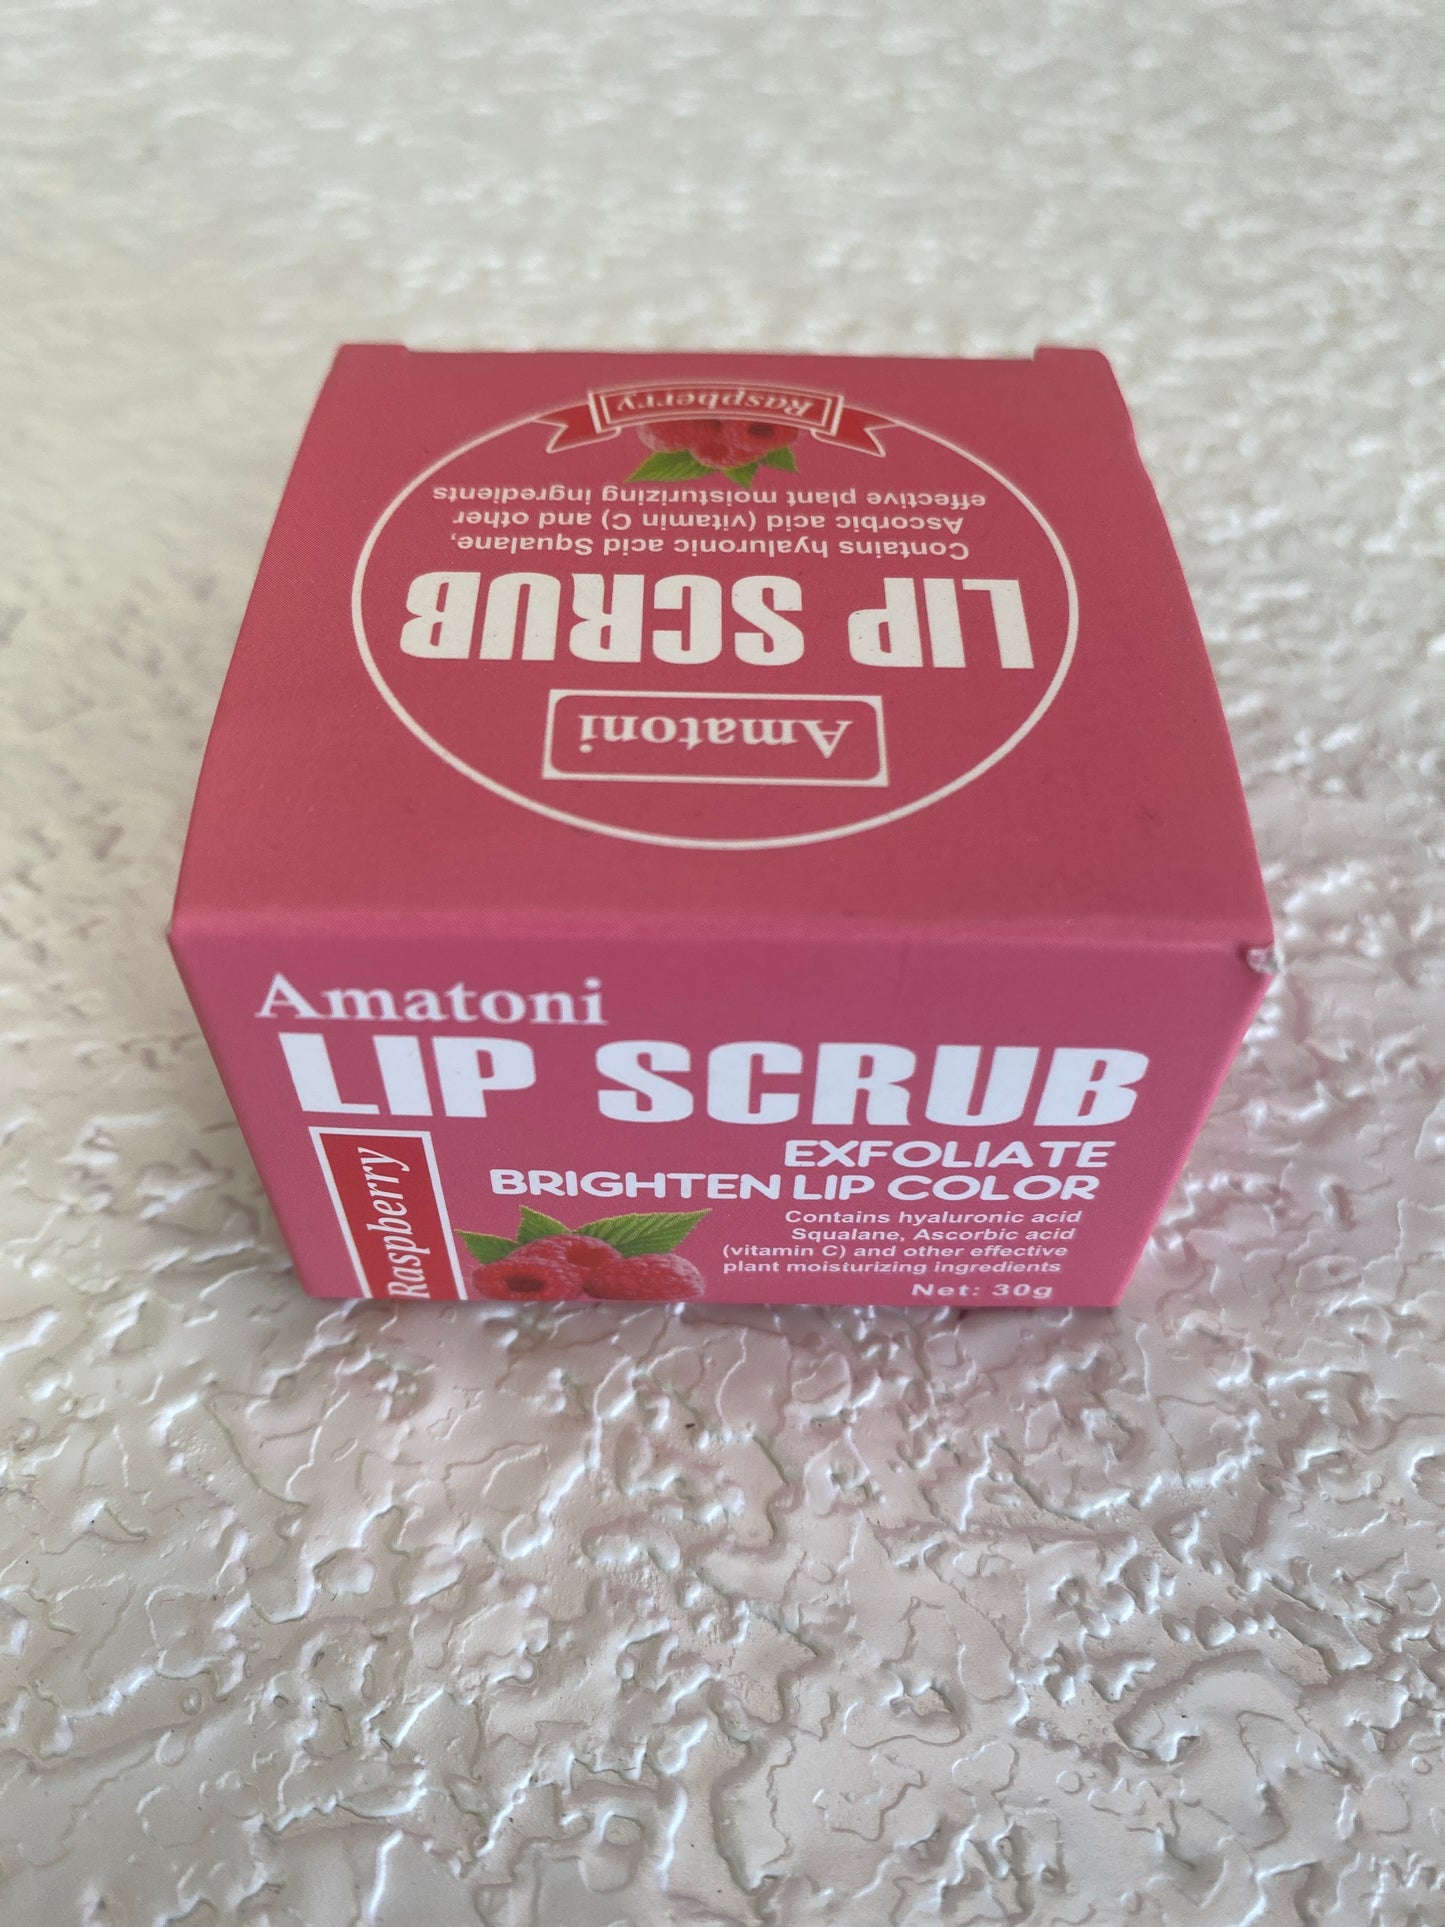 Raspberry
effective plant moisturizing ingredients
Ascorbic acid (vitamin C) and other
Contains hyaluronic acid Squalane,
LIP SCRUB
Amatoni
Amatoni
LIP SCRUB
EXFOLIATE
BRIGHTEN LIP COLOR
Raspberry
Contains hyaluronic acid
Squalane, Ascorbic acid
(vitamin C) and other effective
plant moisturizing ingredients
Net: 30g